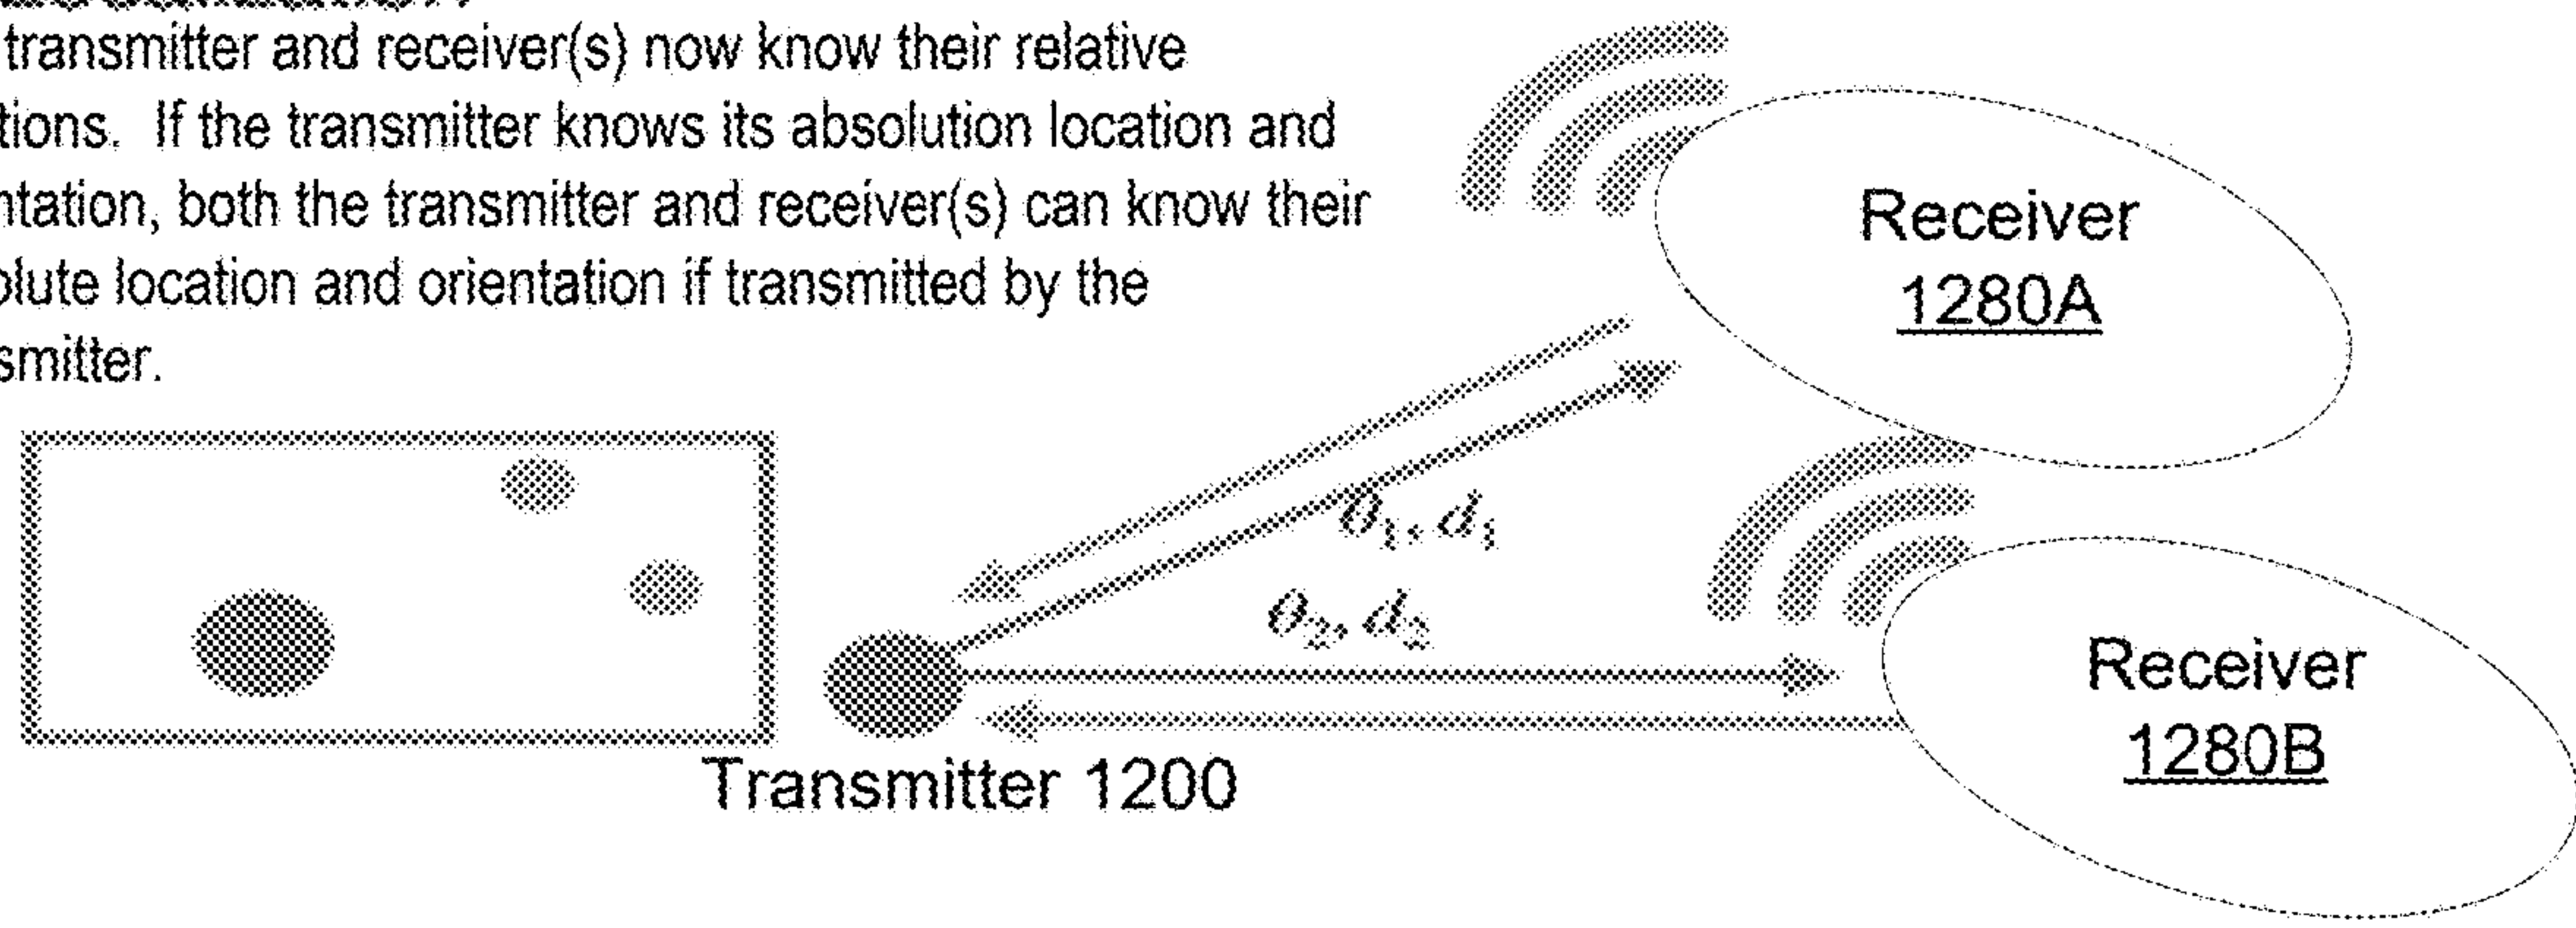 transmitter and receiver(s) now know their relative
tions. If the transmitter knows its absolution location and
ntation, both the transmitter and receiver(s) can know their
olute location and orientation if transmitted by the
smitter.
Receiver
1280A
θ₁, d₁
θ₂, d₂
Receiver
1280B
Transmitter 1200